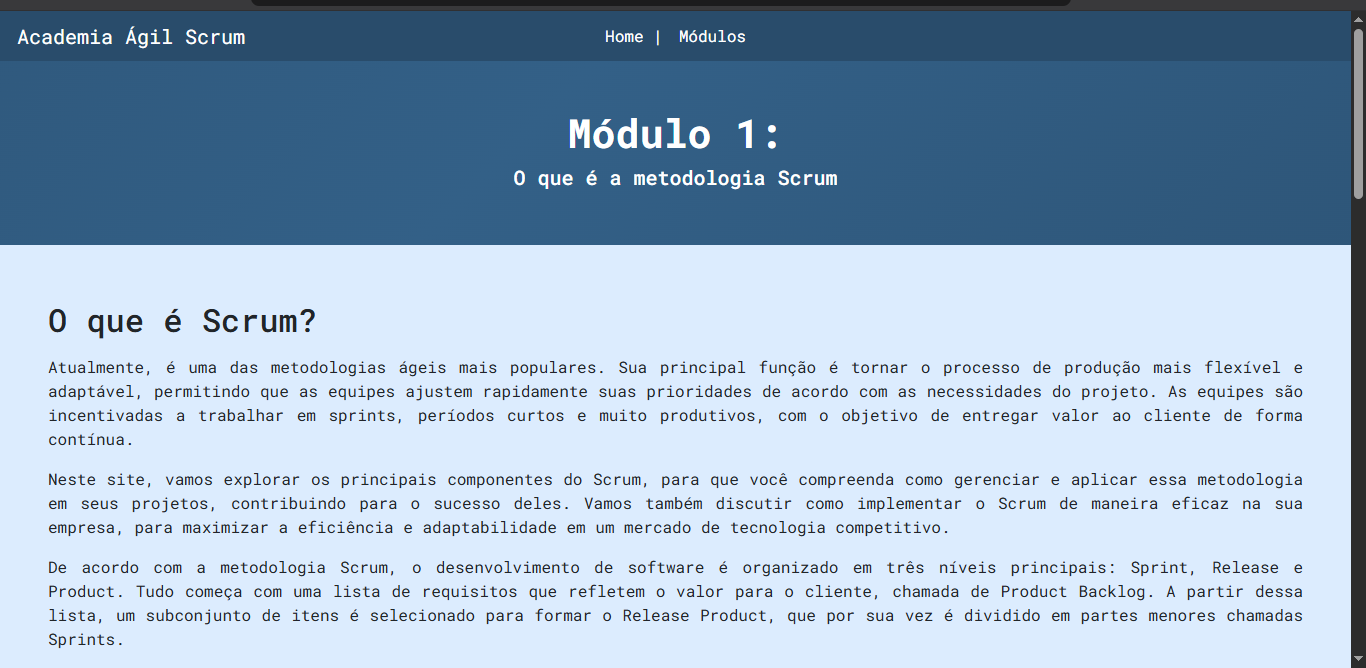 Academia Ágil Scrum
Home | Módulos
Módulo 1:
O que é a metodologia Scrum
O que é Scrum?
Atualmente, é uma das metodologias ágeis mais populares. Sua principal função é tornar o processo de produção mais flexível e
adaptável, permitindo que as equipes ajustem rapidamente suas prioridades de acordo com as necessidades do projeto. As equipes são
incentivadas a trabalhar em sprints, períodos curtos e muito produtivos, com o objetivo de entregar valor ao cliente de forma
contínua.
Neste site, vamos explorar os principais componentes do Scrum, para que você compreenda como gerenciar e aplicar essa metodologia
em seus projetos, contribuindo para o sucesso deles. Vamos também discutir como implementar o Scrum de maneira eficaz na sua
empresa, para maximizar a eficiência e adaptabilidade em um mercado de tecnologia competitivo.
De acordo com a metodologia Scrum, o desenvolvimento de software é organizado em três níveis principais: Sprint, Release e
Product. Tudo começa com uma lista de requisitos que refletem o valor para o cliente, chamada de Product Backlog. A partir dessa
lista, um subconjunto de itens é selecionado para formar o Release Product, que por sua vez é dividido em partes menores chamadas
Sprints.